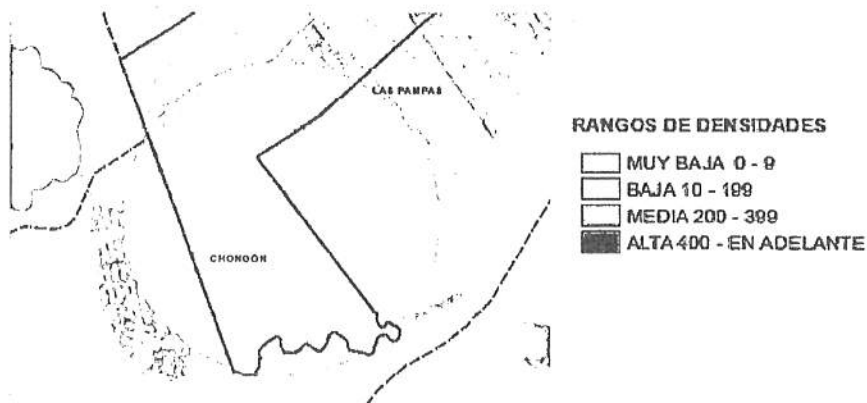 LAS PAMPAS
CHONGÓN
RANGOS DE DENSIDADES
MUY BAJA 0 - 9
BAJA 10 - 199
MEDIA 200 - 399
ALTA 400 - EN ADELANTE